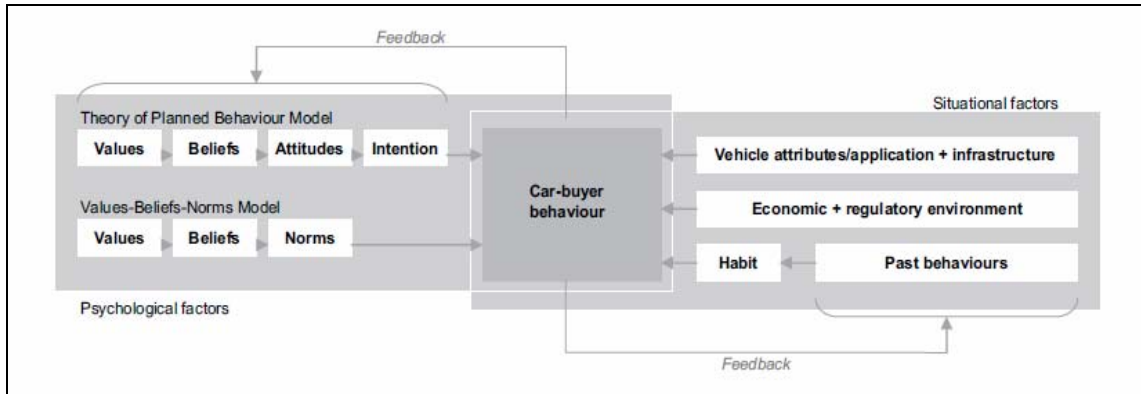 Feedback
Situational factors
Theory of Planned Behaviour Model
Values
Beliefs
Attitudes
Intention
Vehicle attributes/application + infrastructure
Car-buyer
behaviour
Economic + regulatory environment
Values-Beliefs-Norms Model
Values
Beliefs
Norms
Habit
Past behaviours
Psychological factors
Feedback